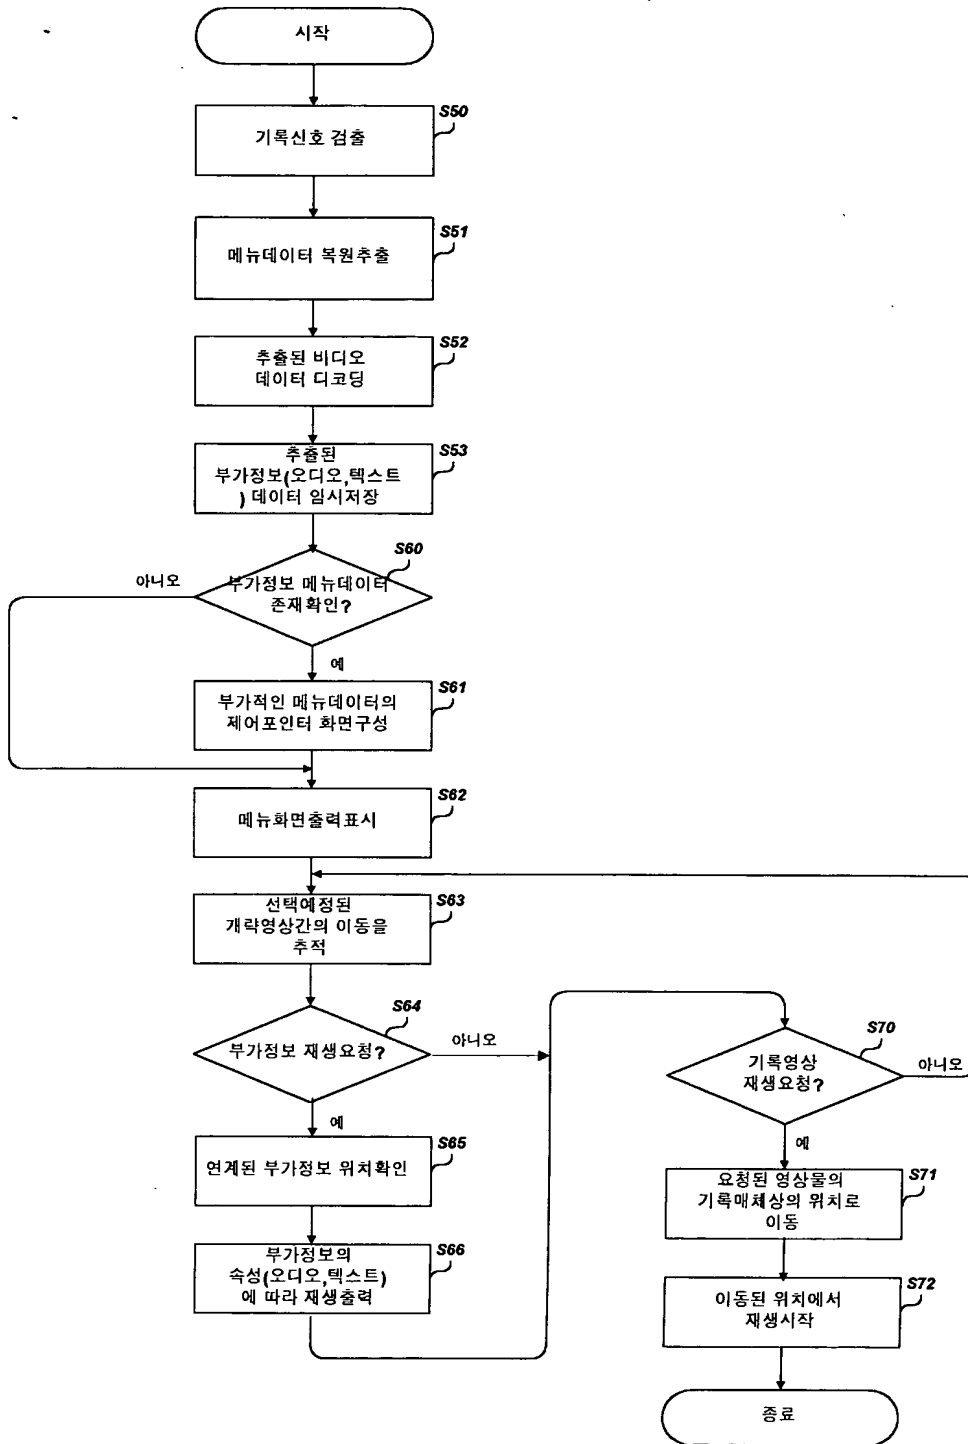 시작
S50
기록신호 검출
S51
메뉴데이터 복원추출
S52
추출된 비디오
데이터 디코딩
S53
추출된
부가정보(오디오,텍스트
) 데이터 임시저장
S60
아니오
부가정보 메뉴데이터
존재확인?
예
S61
부가적인 메뉴데이터의
제어포인터 화면구성
S62
메뉴화면출력표시
S63
선택예정된
개략영상간의 이동을
추적
S64
부가정보 재생요청?
아니오
예
S65
연계된 부가정보 위치확인
S66
부가정보의
속성(오디오,텍스트)
에 따라 재생출력
S70
기록영상
재생요청?
아니오
예
S71
요청된 영상물의
기록매체상의 위치로
이동
S72
이동된 위치에서
재생시작
종료